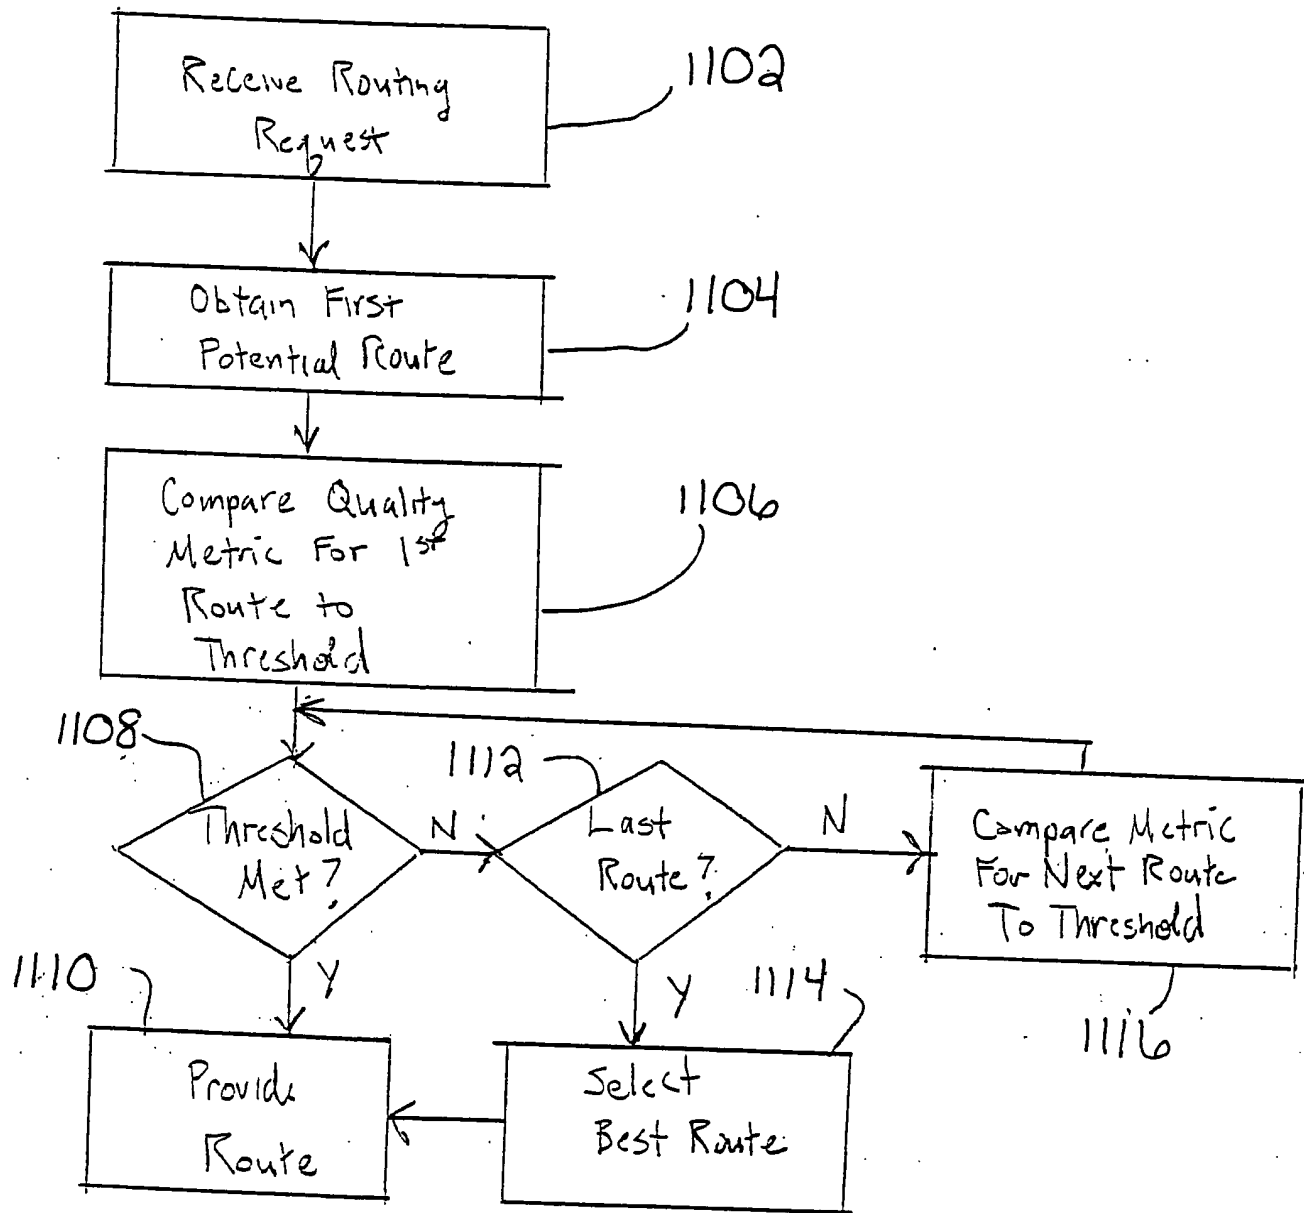 Receive Routing
Request
1102
Obtain First
Potential Route
1104
Compare Quality
Metric For 1st
Route to
Threshold
1106
1108
Threshold
Met?
N
1112
Last
Route?
N
Compare Metric
For Next Route
To Threshold
1116
Y
1110
Provide
Route
Y
1114
Select
Best Route